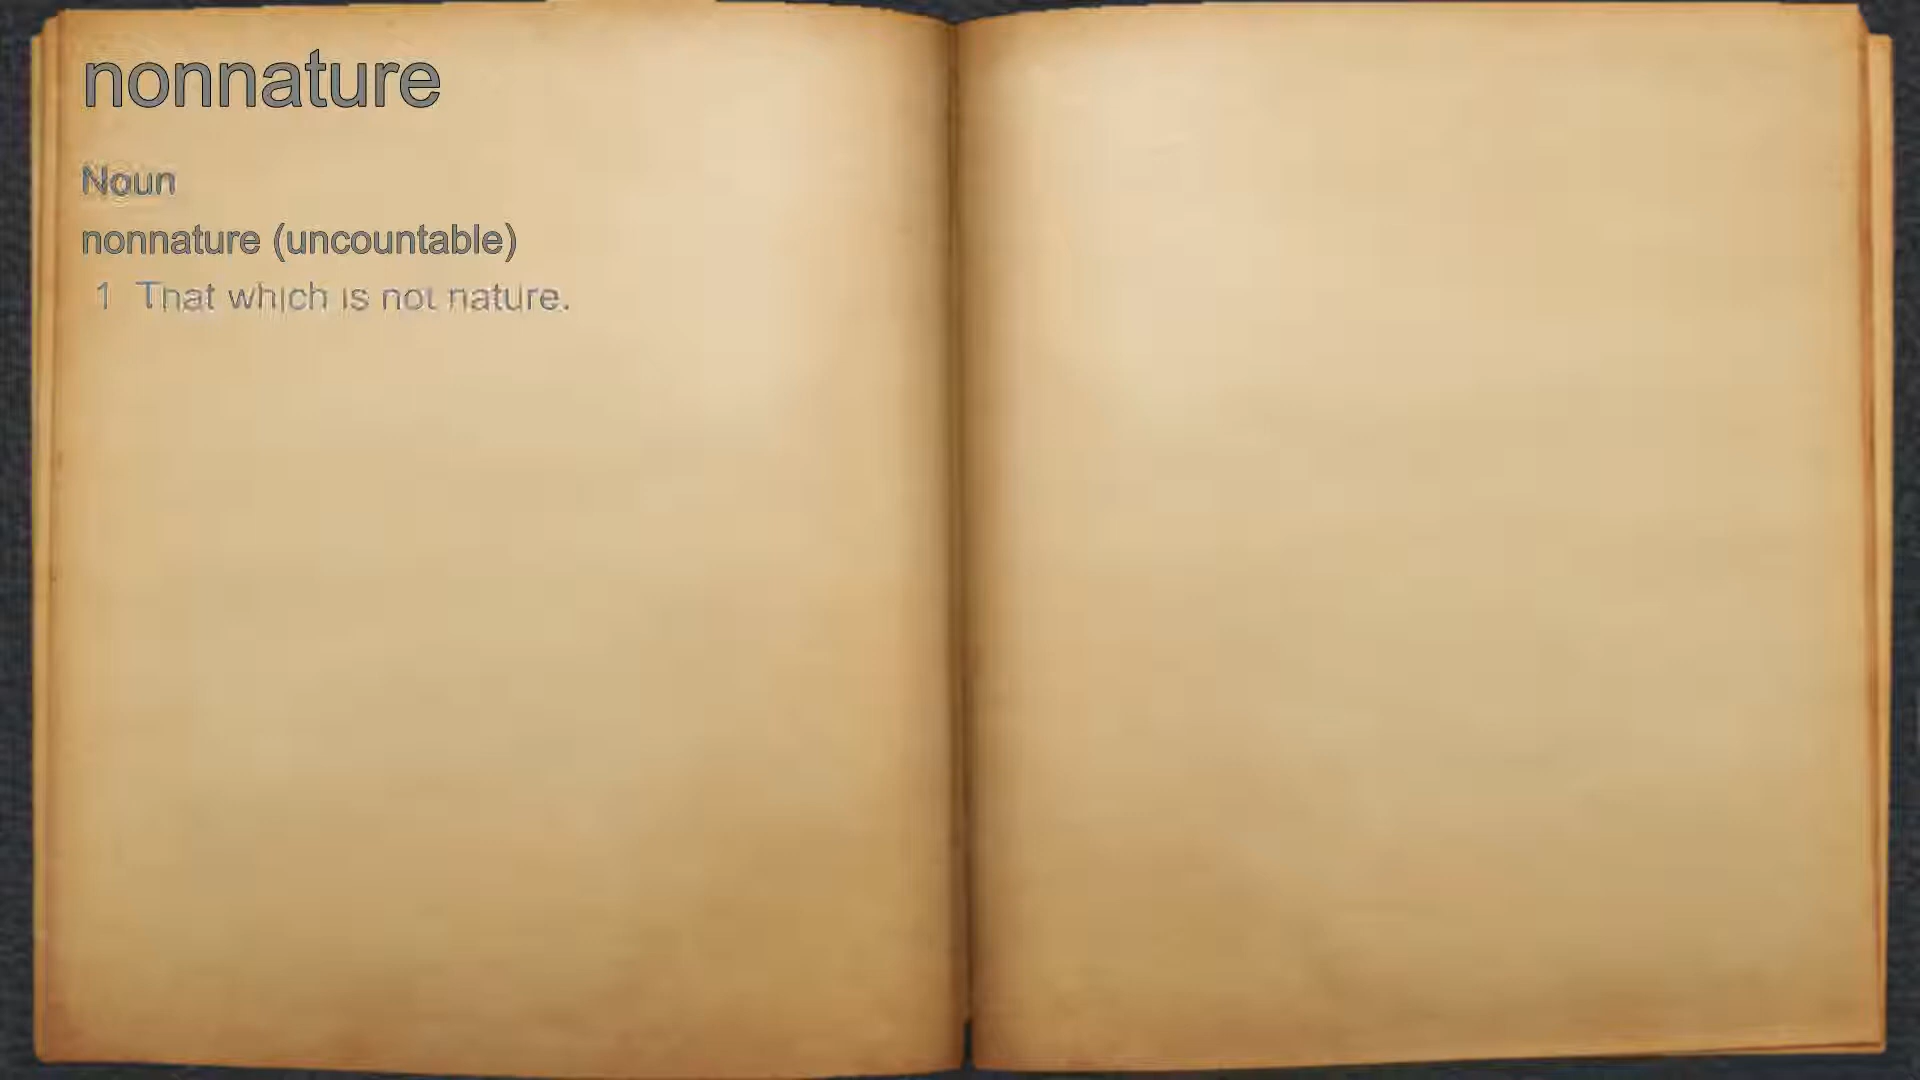 nonnature
Noun
nonnature (uncountable)
1 That which is not nature.